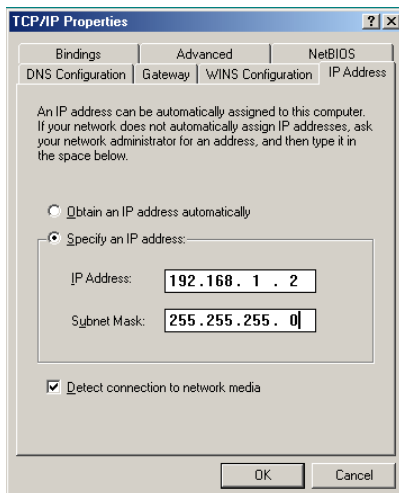 TCP/IP Properties
Bindings Advanced NetBIOS
DNS Configuration Gateway WINS Configuration IP Address
An IP address can be automatically assigned to this computer.
If your network does not automatically assign IP addresses, ask
your network administrator for an address, and then type it in
the space below.
Obtain an IP address automatically
Specify an IP address:
IP Address: 192.168. 1 . 2
Subnet Mask: 255.255.255. 0
Detect connection to network media
OK Cancel